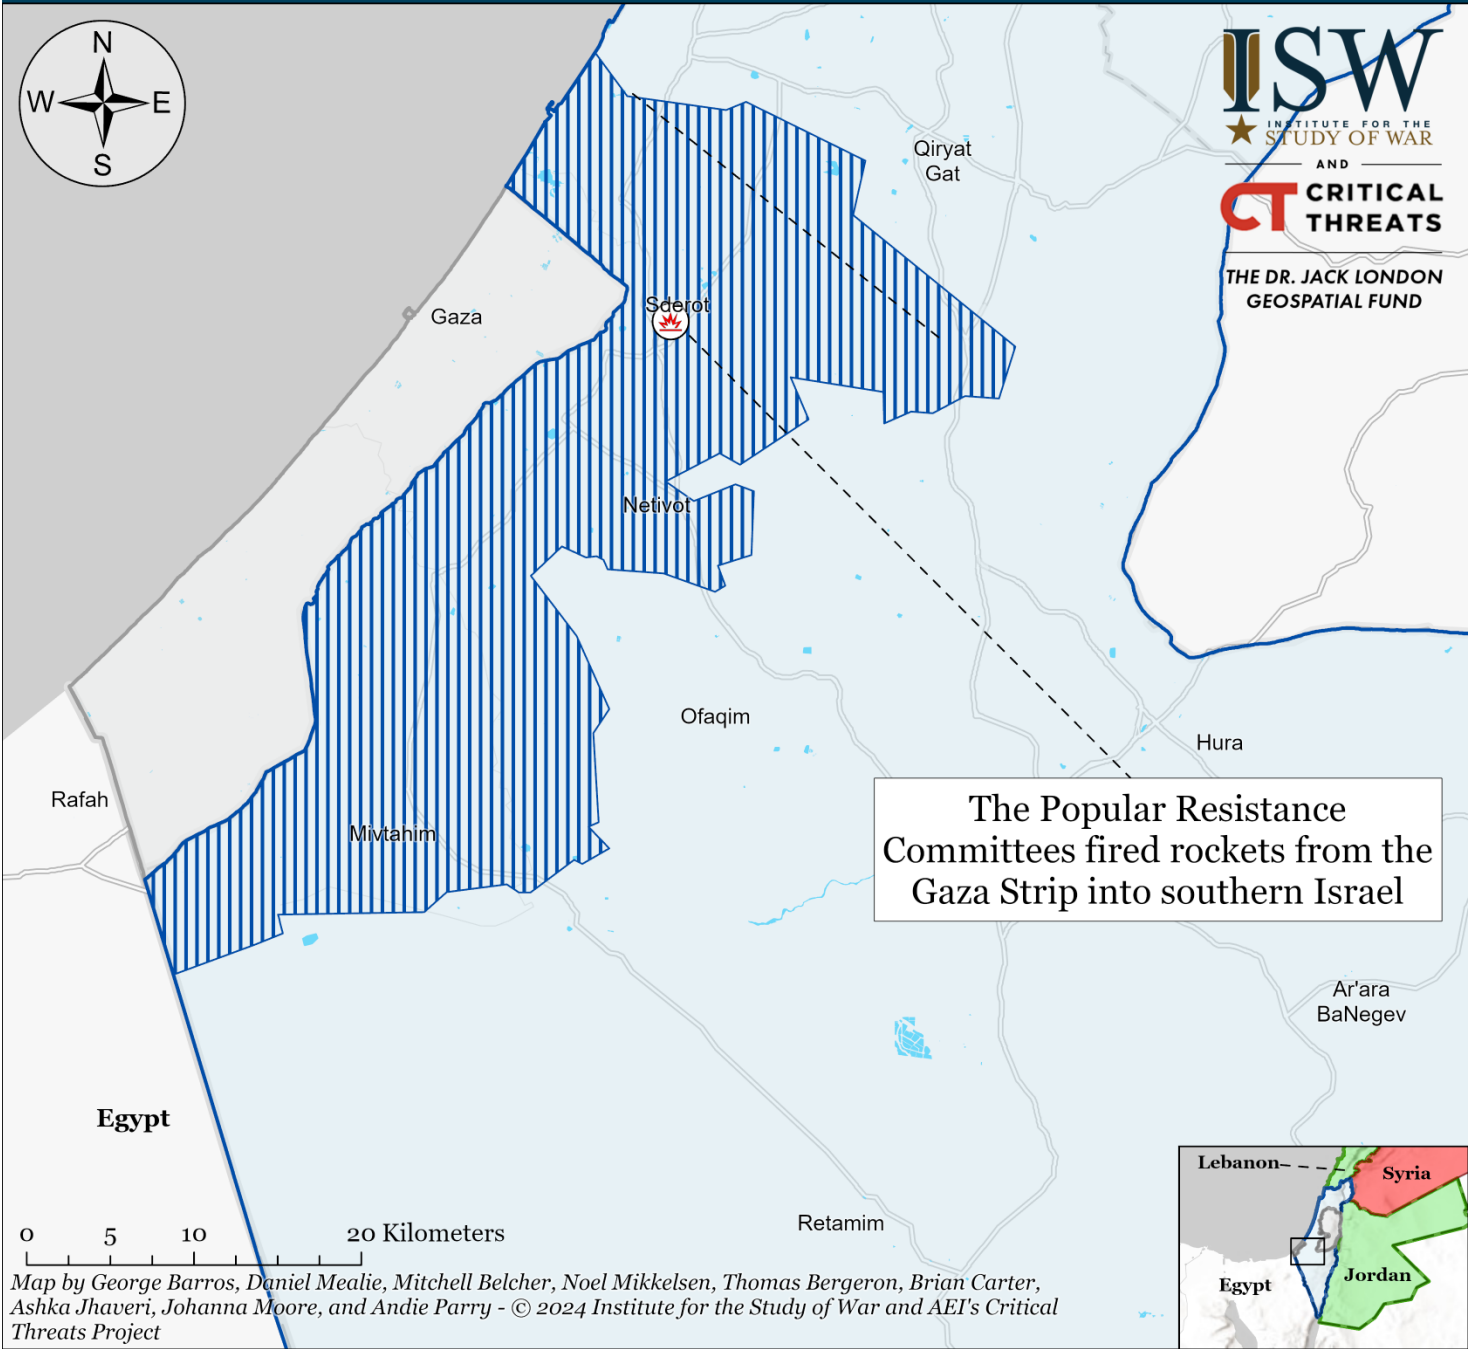 N
W
E
S
ISW
INSTITUTE FOR THE
STUDY OF WAR
AND
CT CRITICAL
THREATS
THE DR. JACK LONDON
GEOSPATIAL FUND
Qiryat
Gat
Sderot
Gaza
Netivot
Ofaqim
Hura
Rafah
Mivtahim
The Popular Resistance
Committees fired rockets from the
Gaza Strip into southern Israel
Ar'ara
BaNegev
Egypt
Retamim
0 5 10 20 Kilometers
Map by George Barros, Daniel Mealie, Mitchell Belcher, Noel Mikkelsen, Thomas Bergeron, Brian Carter,
Ashka Jhaveri, Johanna Moore, and Andie Parry - © 2024 Institute for the Study of War and AEI's Critical
Threats Project
Lebanon
Syria
Egypt
Jordan